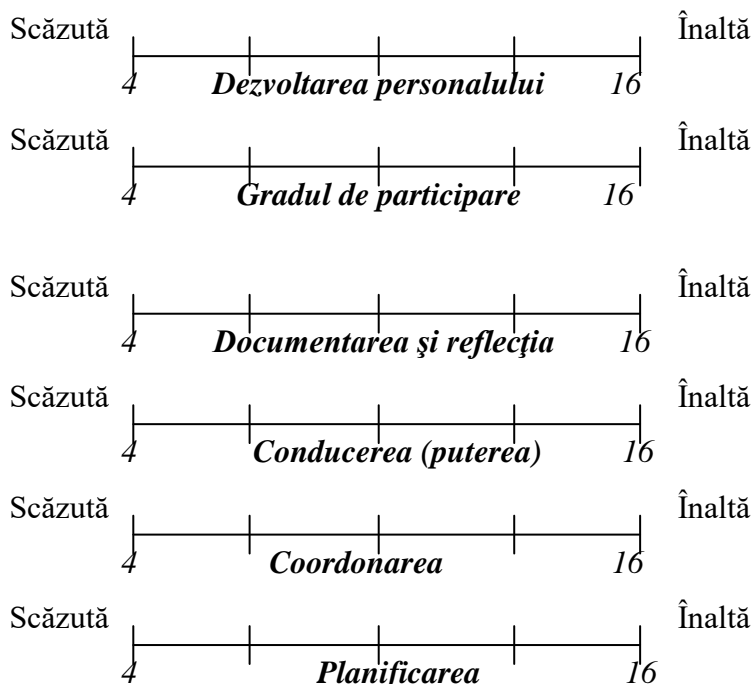 Scăzută Înaltă
4 Dezvoltarea personalului 16
Scăzută Înaltă
4 Gradul de participare 16
Scăzută Înaltă
4 Documentarea şi reflecţia 16
Scăzută Înaltă
4 Conducerea (puterea) 16
Scăzută Înaltă
4 Coordonarea 16
Scăzută Înaltă
4 Planificarea 16